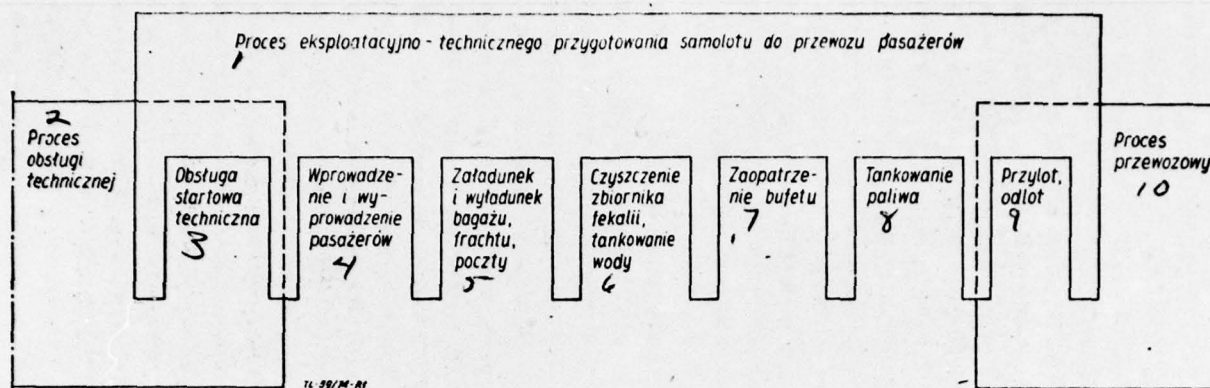 Proces eksploatacyjno-technicznego przygotowania samolotu do przewozu pasażerów
1
2
Proces
obsługi
technicznej
Obsługa
startowa
techniczna
3
Wprowadze-
nie i wy-
prowadzenie
pasażerów
4
Załadunek
i wyładunek
bagażu,
frachtu,
poczty
5
Czyszczenie
zbiornika
fekalii,
tankowanie
wody
6
Zaopatrze-
nie bufetu
7
Tankowanie
paliwa
8
Przylot,
odlot
9
Proces
przewozowy
10